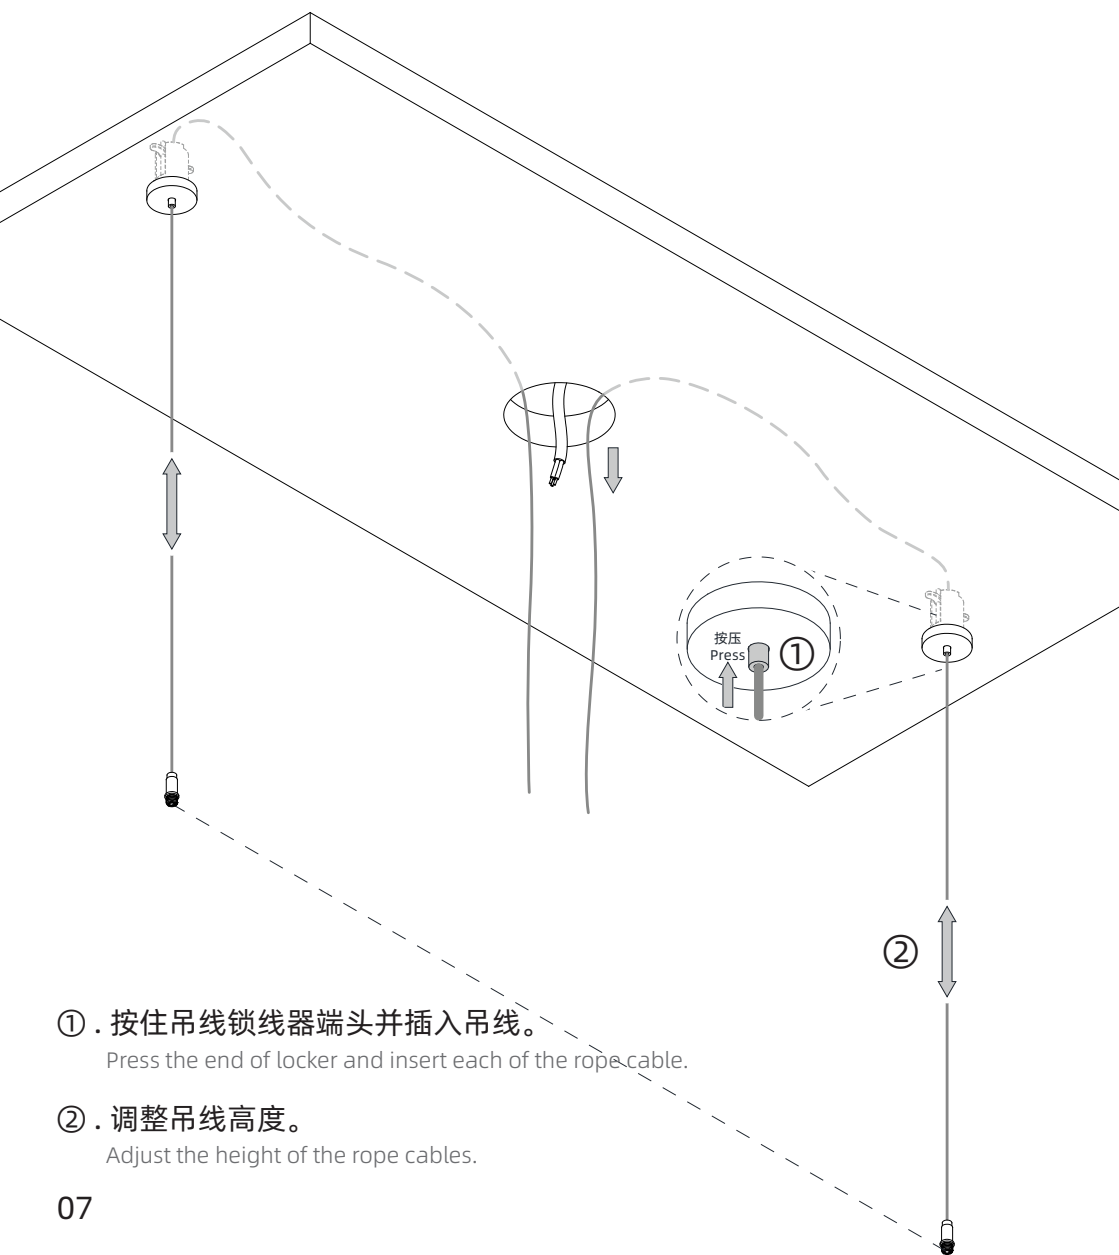 按压
Press
①
②
① . 按住吊线锁线器端头并插入吊线。
Press the end of locker and insert each of the rope cable.
② . 调整吊线高度。
Adjust the height of the rope cables.
07